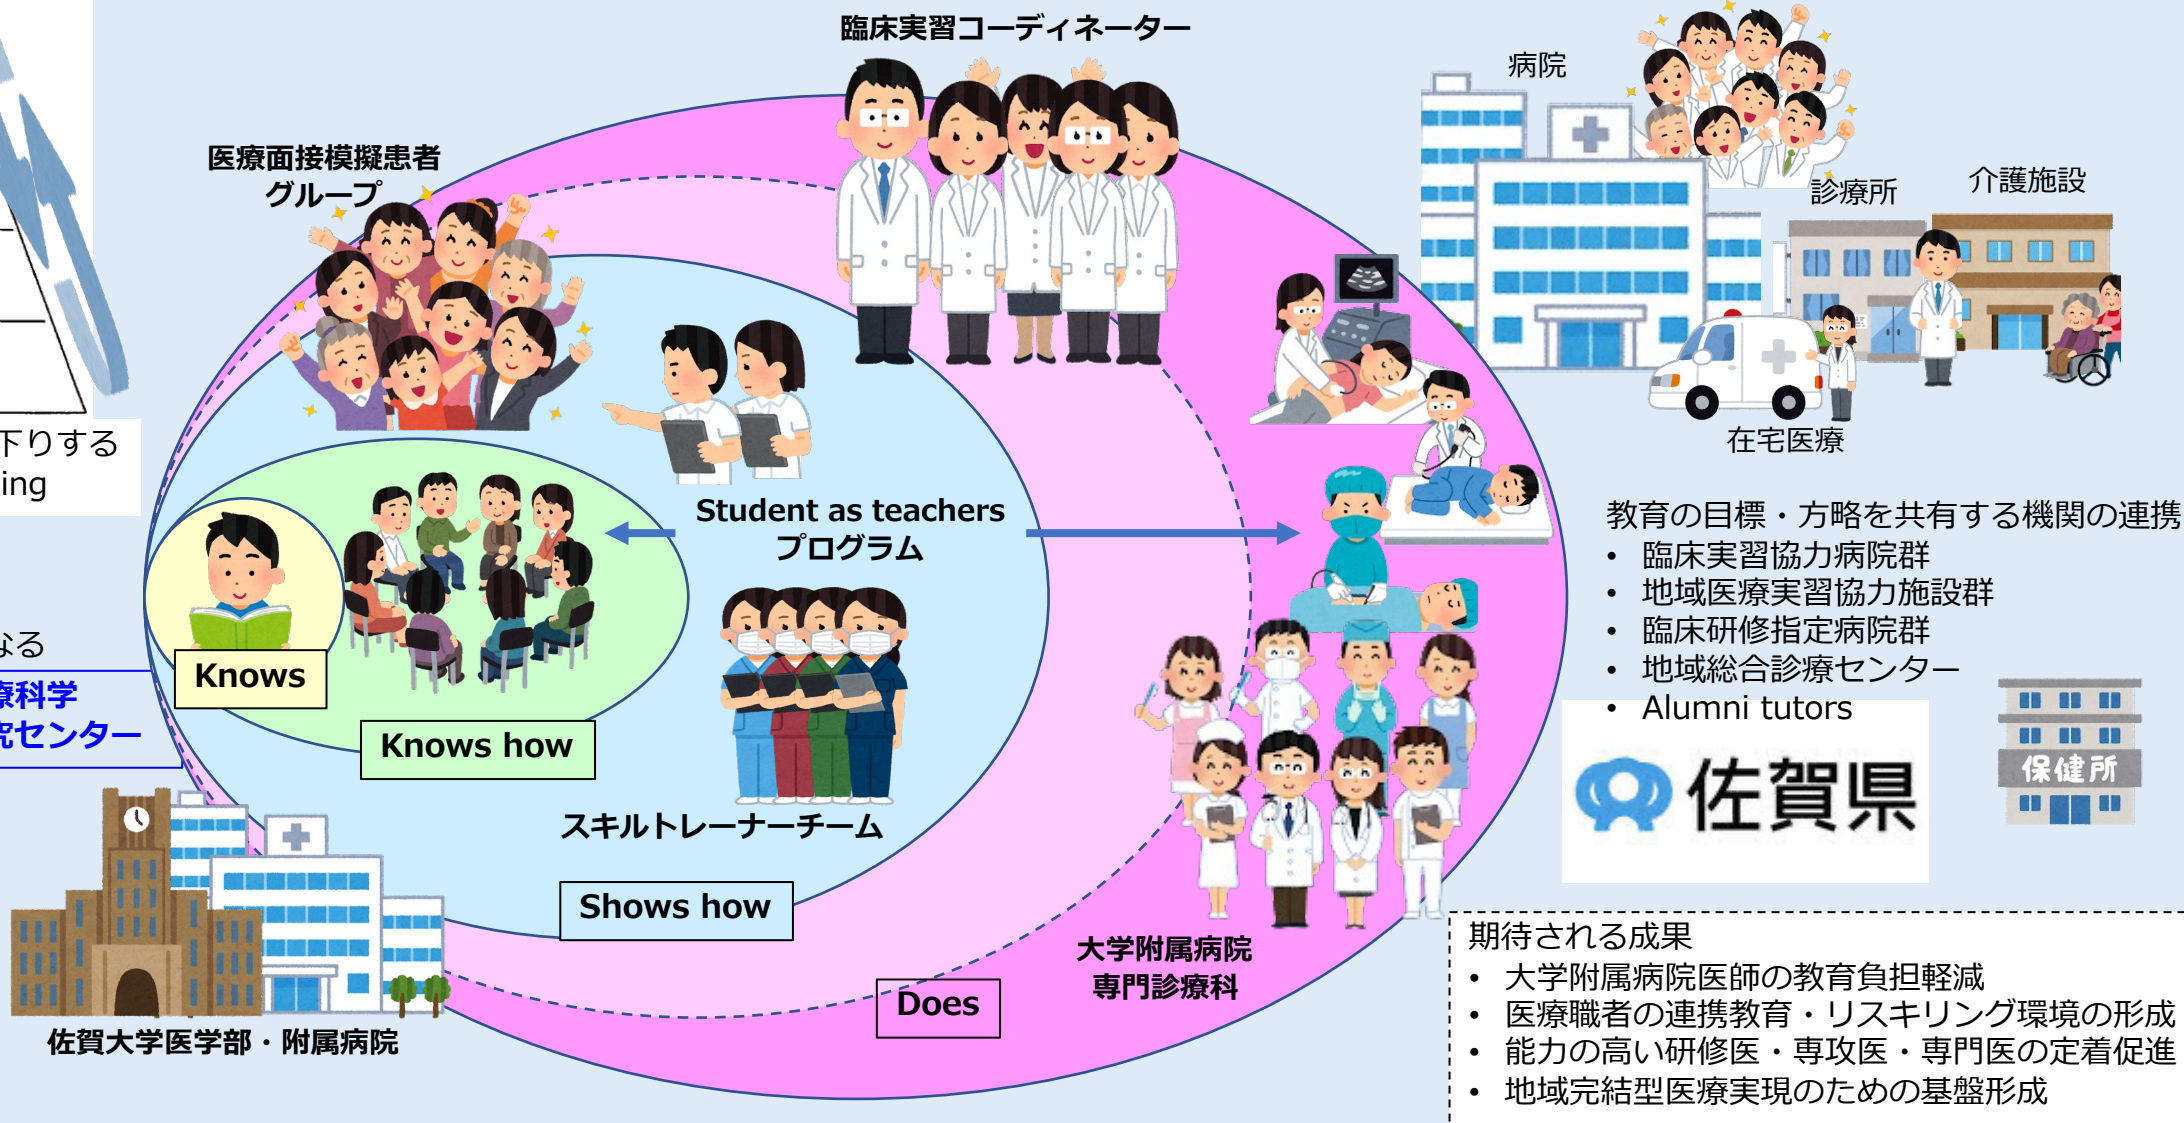 臨床実習コーディネーター
病院
医療面接模擬患者
グループ
診療所
介護施設
在宅医療
下りする
ing
Student as teachers
プログラム
教育の目標・方略を共有する機関の連携
• 臨床実習協力病院群
• 地域医療実習協力施設群
• 臨床研修指定病院群
• 地域総合診療センター
• Alumni tutors
なる
療科学
究センター
Knows
Knows how
スキルトレーナーチーム
Shows how
佐賀県
保健所
大学附属病院
専門診療科
Does
佐賀大学医学部・附属病院
期待される成果
• 大学附属病院医師の教育負担軽減
• 医療職者の連携教育・リスキリング環境の形成
• 能力の高い研修医・専攻医・専門医の定着促進
• 地域完結型医療実現のための基盤形成